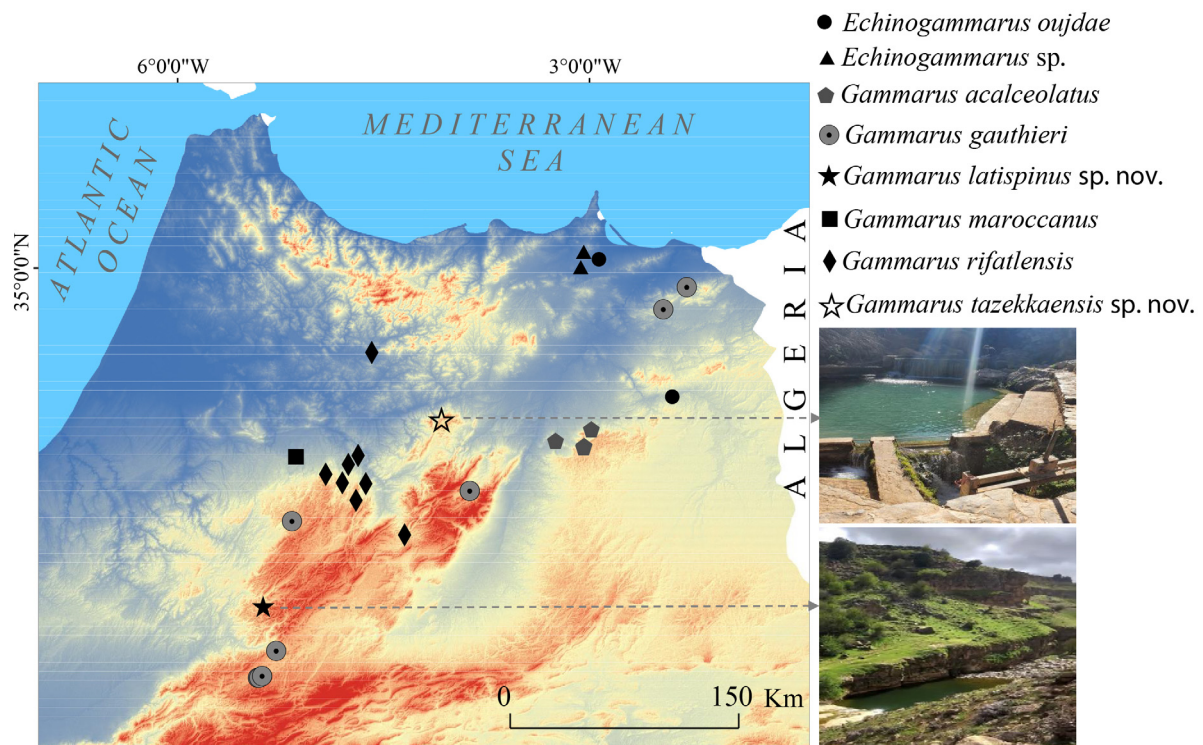 6°0'0"W
3°0'0"W
35°0'0"N
ATLANTIC
OCEAN
MEDITERRANEAN
SEA
ALGERIA
0 150 Km
Echinogammarus oujdae
Echinogammarus sp.
Gammarus acalceolatus
Gammarus gauthieri
Gammarus latispinus sp. nov.
Gammarus maroccanus
Gammarus rifatlensis
Gammarus tazekkaensis sp. nov.